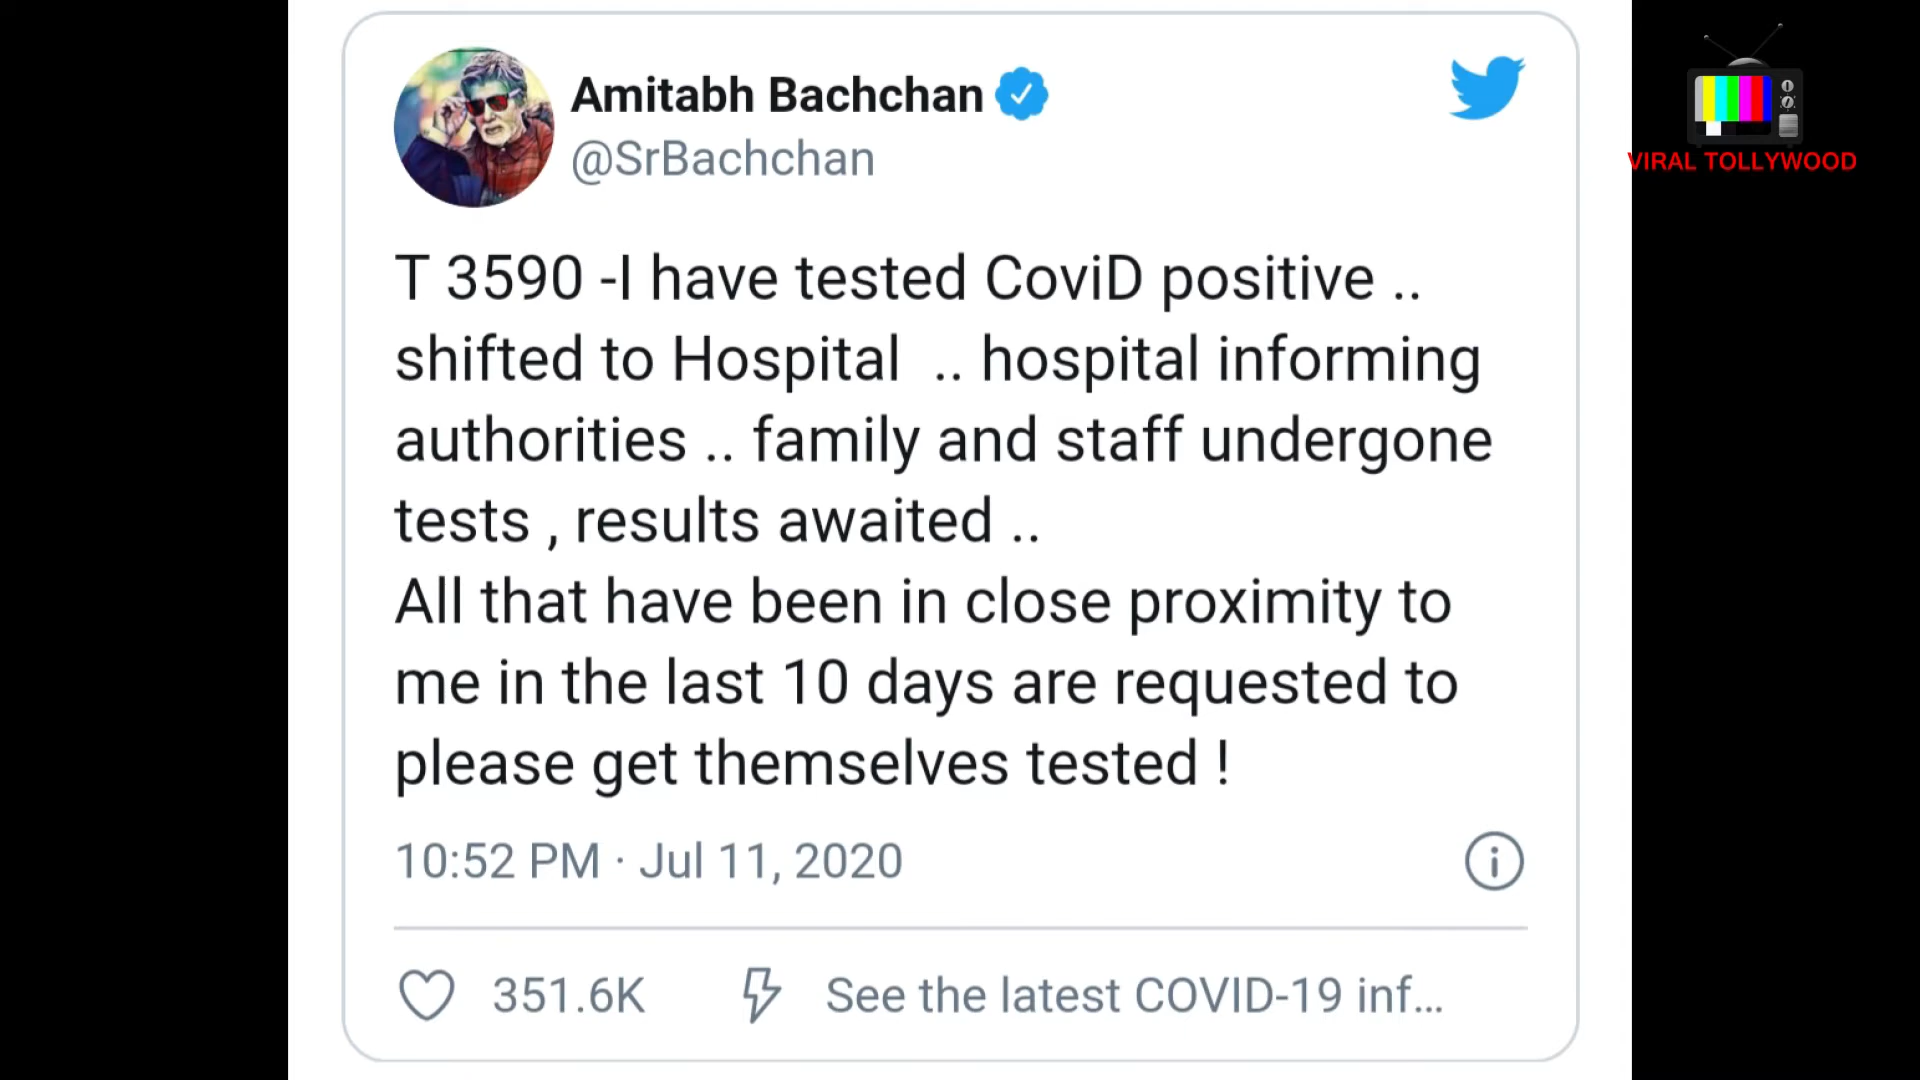 Amitabh Bachchan
@SrBachchan
VIRAL TOLLYWOOD
T 3590 -I have tested CoviD positive ..
shifted to Hospital  .. hospital informing
authorities .. family and staff undergone
tests , results awaited ..
All that have been in close proximity to
me in the last 10 days are requested to
please get themselves tested !
10:52 PM · Jul 11, 2020
351.6K
See the latest COVID-19 inf...